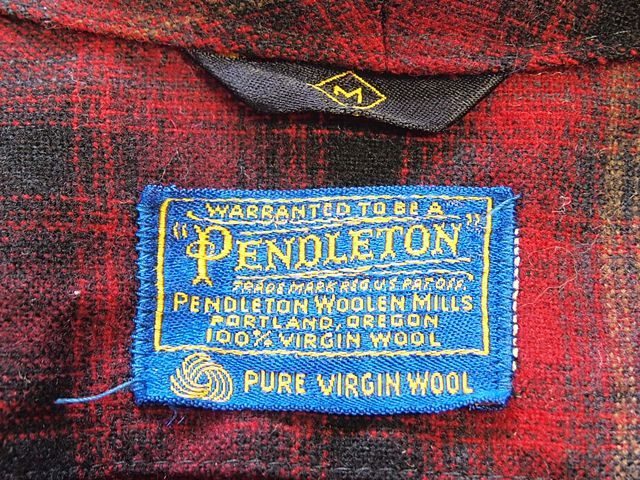 M
WARRANTED TO BE A
"PENDLETON"
TRADE MARK REG. U.S. PAT. OFF.
PENDLETON WOOLEN MILLS
PORTLAND, OREGON
100% VIRGIN WOOL
PURE VIRGIN WOOL